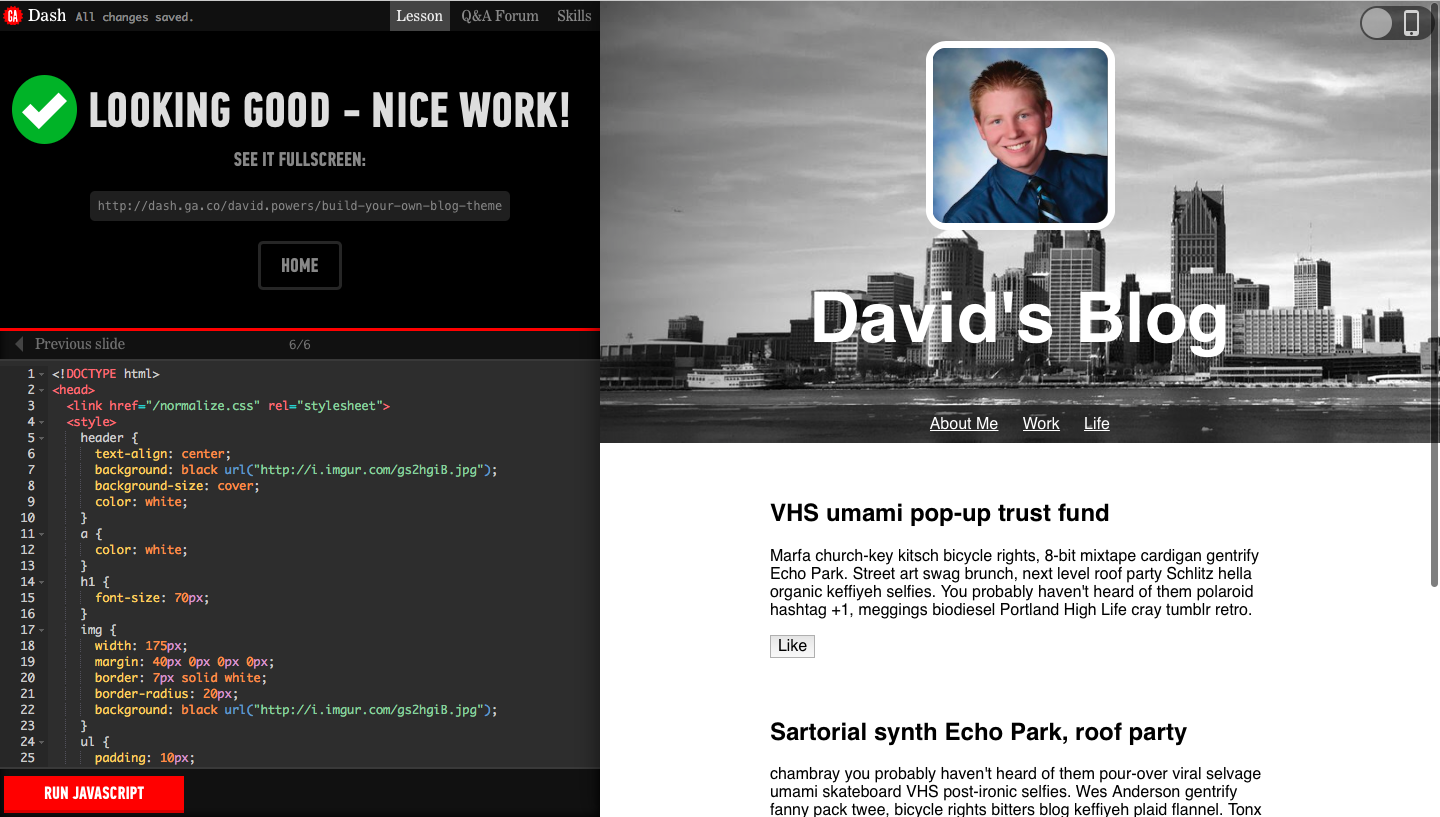 GA Dash All changes saved. Lesson Q&A Forum Skills
LOOKING GOOD - NICE WORK!
SEE IT FULLSCREEN:
http://dash.ga.co/david.powers/build-your-own-blog-theme
HOME
Previous slide 6/6
1 <!DOCTYPE html>
2 <head>
3 <link href="/normalize.css" rel="stylesheet">
4 <style>
5 header {
6 text-align: center;
7 background: black url("http://i.imgur.com/gs2hgiB.jpg");
8 background-size: cover;
9 color: white;
10 }
11 a {
12 color: white;
13 }
14 h1 {
15 font-size: 70px;
16 }
17 img {
18 width: 175px;
19 margin: 40px 0px 0px 0px;
20 border: 7px solid white;
21 border-radius: 20px;
22 background: black url("http://i.imgur.com/gs2hgiB.jpg");
23 }
24 ul {
25 padding: 10px;
RUN JAVASCRIPT
David's Blog
About Me Work Life
VHS umami pop-up trust fund
Marfa church-key kitsch bicycle rights, 8-bit mixtape cardigan gentrify
Echo Park. Street art swag brunch, next level roof party Schlitz hella
organic keffiyeh selfies. You probably haven't heard of them polaroid
hashtag +1, meggings biodiesel Portland High Life cray tumblr retro.
Like
Sartorial synth Echo Park, roof party
chambray you probably haven't heard of them pour-over viral selvage
umami skateboard VHS post-ironic selfies. Wes Anderson gentrify
fanny pack twee, bicycle rights bitters blog keffiyeh plaid flannel. Tonx